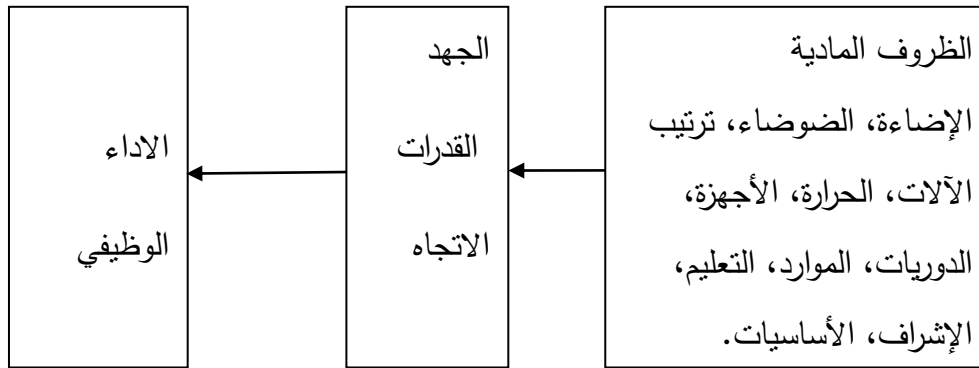 الظروف المادية
الإضاءة، الضوضاء، ترتيب
الآلات، الحرارة، الأجهزة،
الدوريات، الموارد، التعليم،
الإشراف، الأساسيات.
الجهد
القدرات
الاتجاه
الاداء
الوظيفي